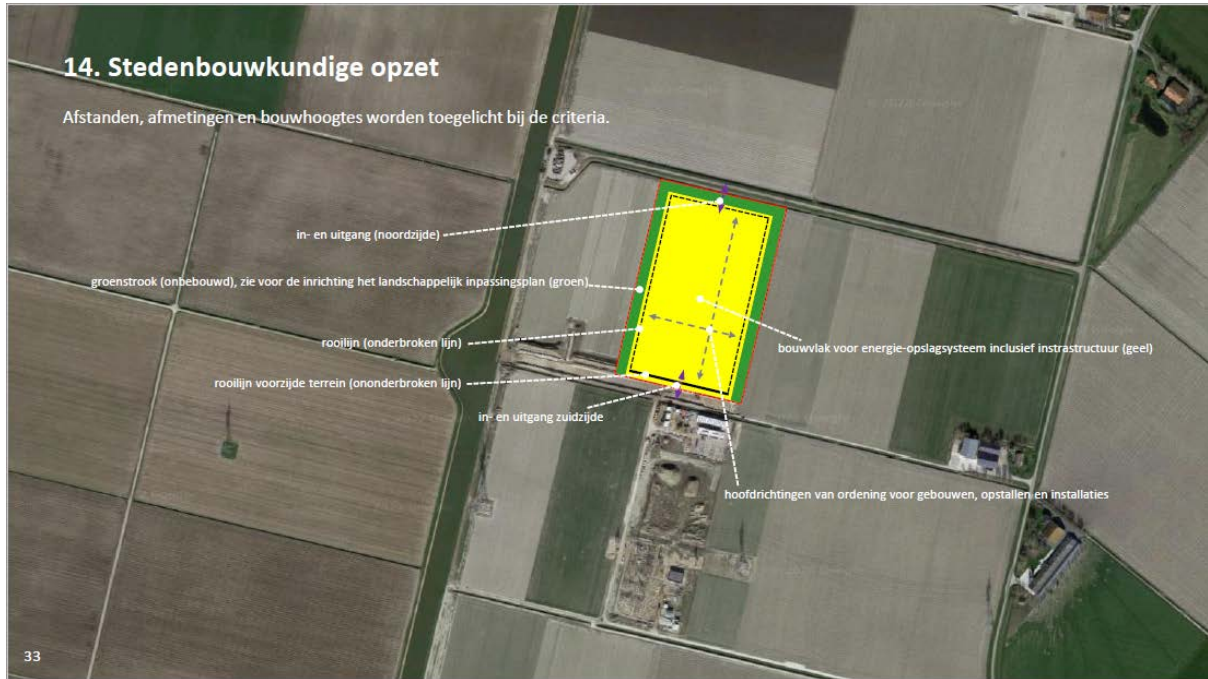 14. Stedenbouwkundige opzet
Afstanden, afmetingen en bouwhoogtes worden toegelicht bij de criteria.
in- en uitgang (noordzijde)
groenstrook (onbebouwd), zie voor de inrichting het landschappelijk inpassingsplan (groen)
rooilijn (onderbroken lijn)
bouwvlak voor energie-opslagsysteem inclusief instrastructuur (geel)
rooilijn voorzijde terrein (ononderbroken lijn)
in- en uitgang zuidzijde
hoofdrichtingen van ordening voor gebouwen, opstallen en installaties
33